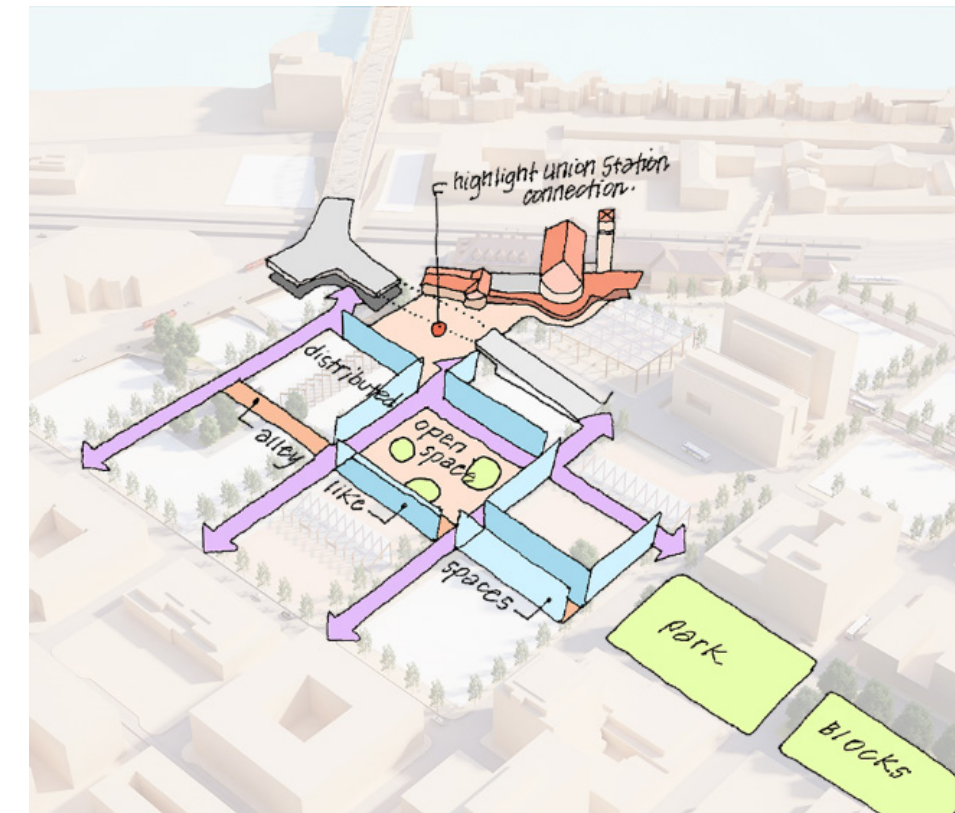 highlight union Station
connection.
distributed
alley
open
space
like
spaces
park
BLOCKS